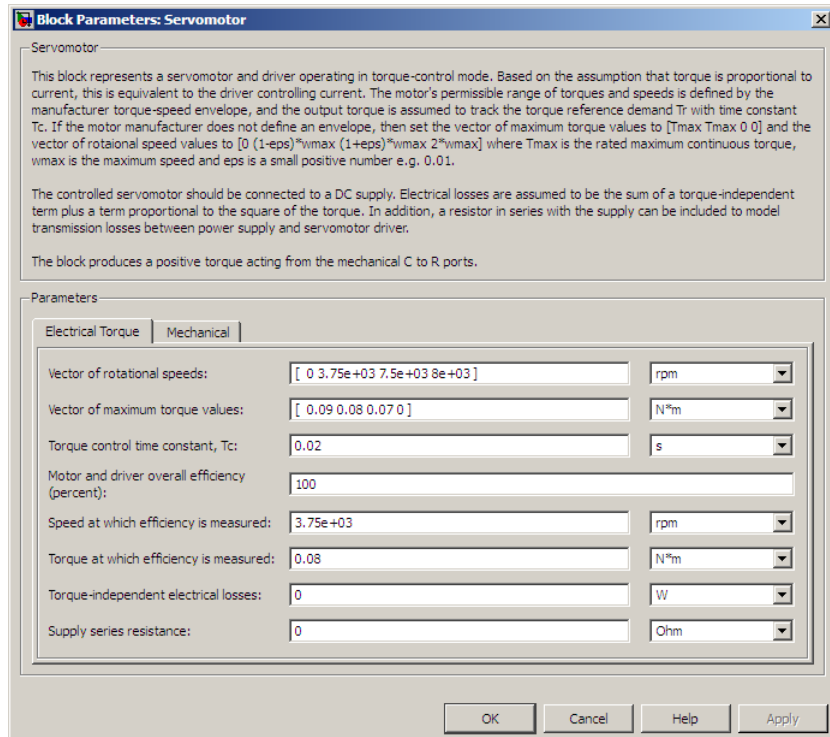 Block Parameters: Servomotor
Servomotor
This block represents a servomotor and driver operating in torque-control mode. Based on the assumption that torque is proportional to
current, this is equivalent to the driver controlling current. The motor's permissible range of torques and speeds is defined by the
manufacturer torque-speed envelope, and the output torque is assumed to track the torque reference demand Tr with time constant
Tc. If the motor manufacturer does not define an envelope, then set the vector of maximum torque values to [Tmax Tmax 0 0] and the
vector of rotaional speed values to [0 (1-eps)*wmax (1+eps)*wmax 2*wmax] where Tmax is the rated maximum continuous torque,
wmax is the maximum speed and eps is a small positive number e.g. 0.01.
The controlled servomotor should be connected to a DC supply. Electrical losses are assumed to be the sum of a torque-independent
term plus a term proportional to the square of the torque. In addition, a resistor in series with the supply can be included to model
transmission losses between power supply and servomotor driver.
The block produces a positive torque acting from the mechanical C to R ports.
Parameters
Electrical Torque Mechanical
Vector of rotational speeds: [ 0 3.75e+03 7.5e+03 8e+03 ] rpm
Vector of maximum torque values: [ 0.09 0.08 0.07 0 ] N*m
Torque control time constant, Tc: 0.02 s
Motor and driver overall efficiency
(percent): 100
Speed at which efficiency is measured: 3.75e+03 rpm
Torque at which efficiency is measured: 0.08 N*m
Torque-independent electrical losses: 0 W
Supply series resistance: 0 Ohm
OK Cancel Help Apply